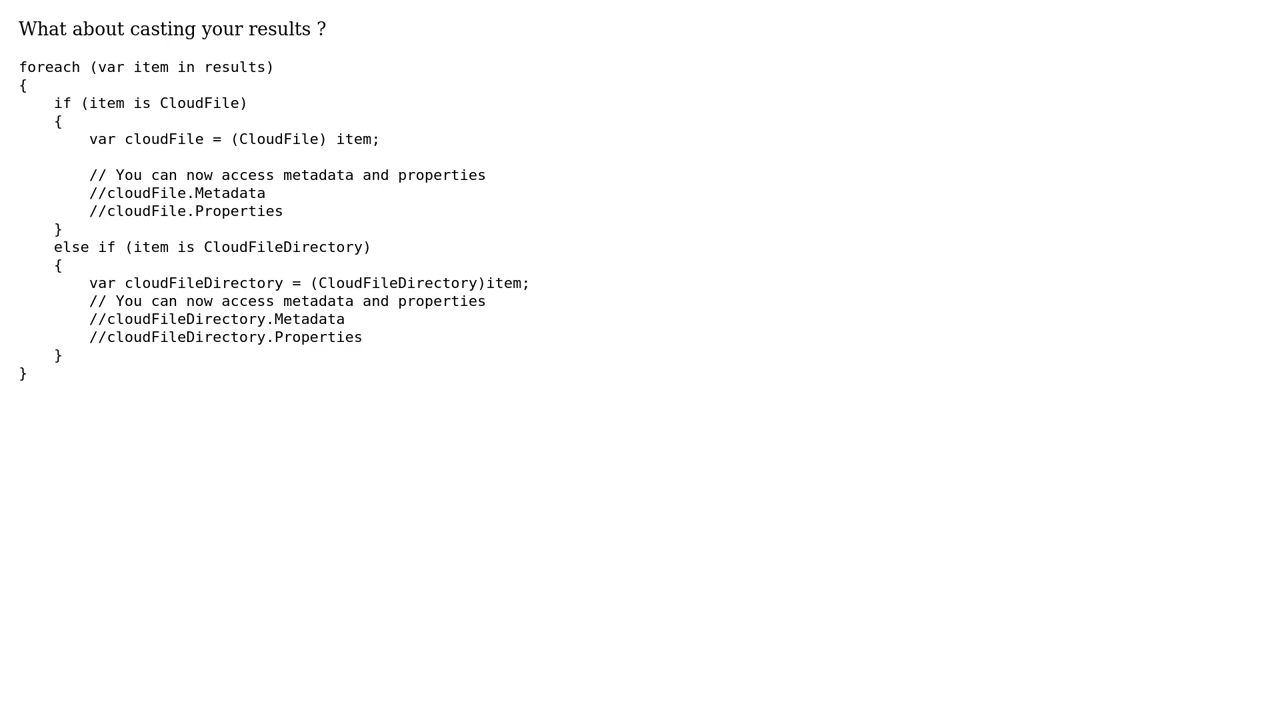 What about casting your results ?
foreach (var item in results)
{
    if (item is CloudFile)
    {
        var cloudFile = (CloudFile) item;

        // You can now access metadata and properties
        //cloudFile.Metadata
        //cloudFile.Properties
    }
    else if (item is CloudFileDirectory)
    {
        var cloudFileDirectory = (CloudFileDirectory)item;
        // You can now access metadata and properties
        //cloudFileDirectory.Metadata
        //cloudFileDirectory.Properties
    }
}